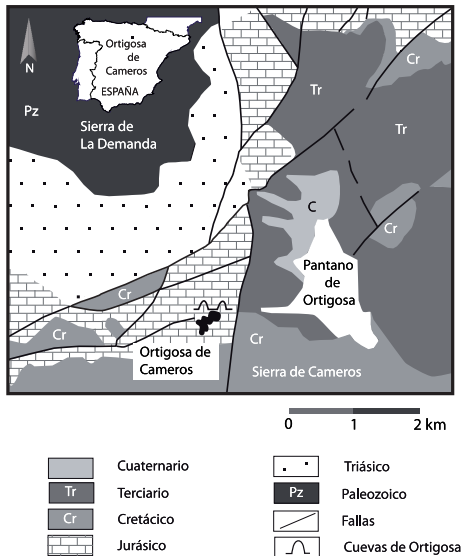 Ortigosa
de
Cameros
ESPAÑA
N
Pz
Sierra de
La Demanda
Tr
Cr
Tr
C
Cr
Pantano
de
Ortigosa
Cr
Cr
Ortigosa de
Cameros
Cr
Sierra de Cameros
0 1 2 km
Cuaternario
Tr Terciario
Cr Cretácico
Jurásico
Triásico
Pz Paleozoico
Fallas
Cuevas de Ortigosa